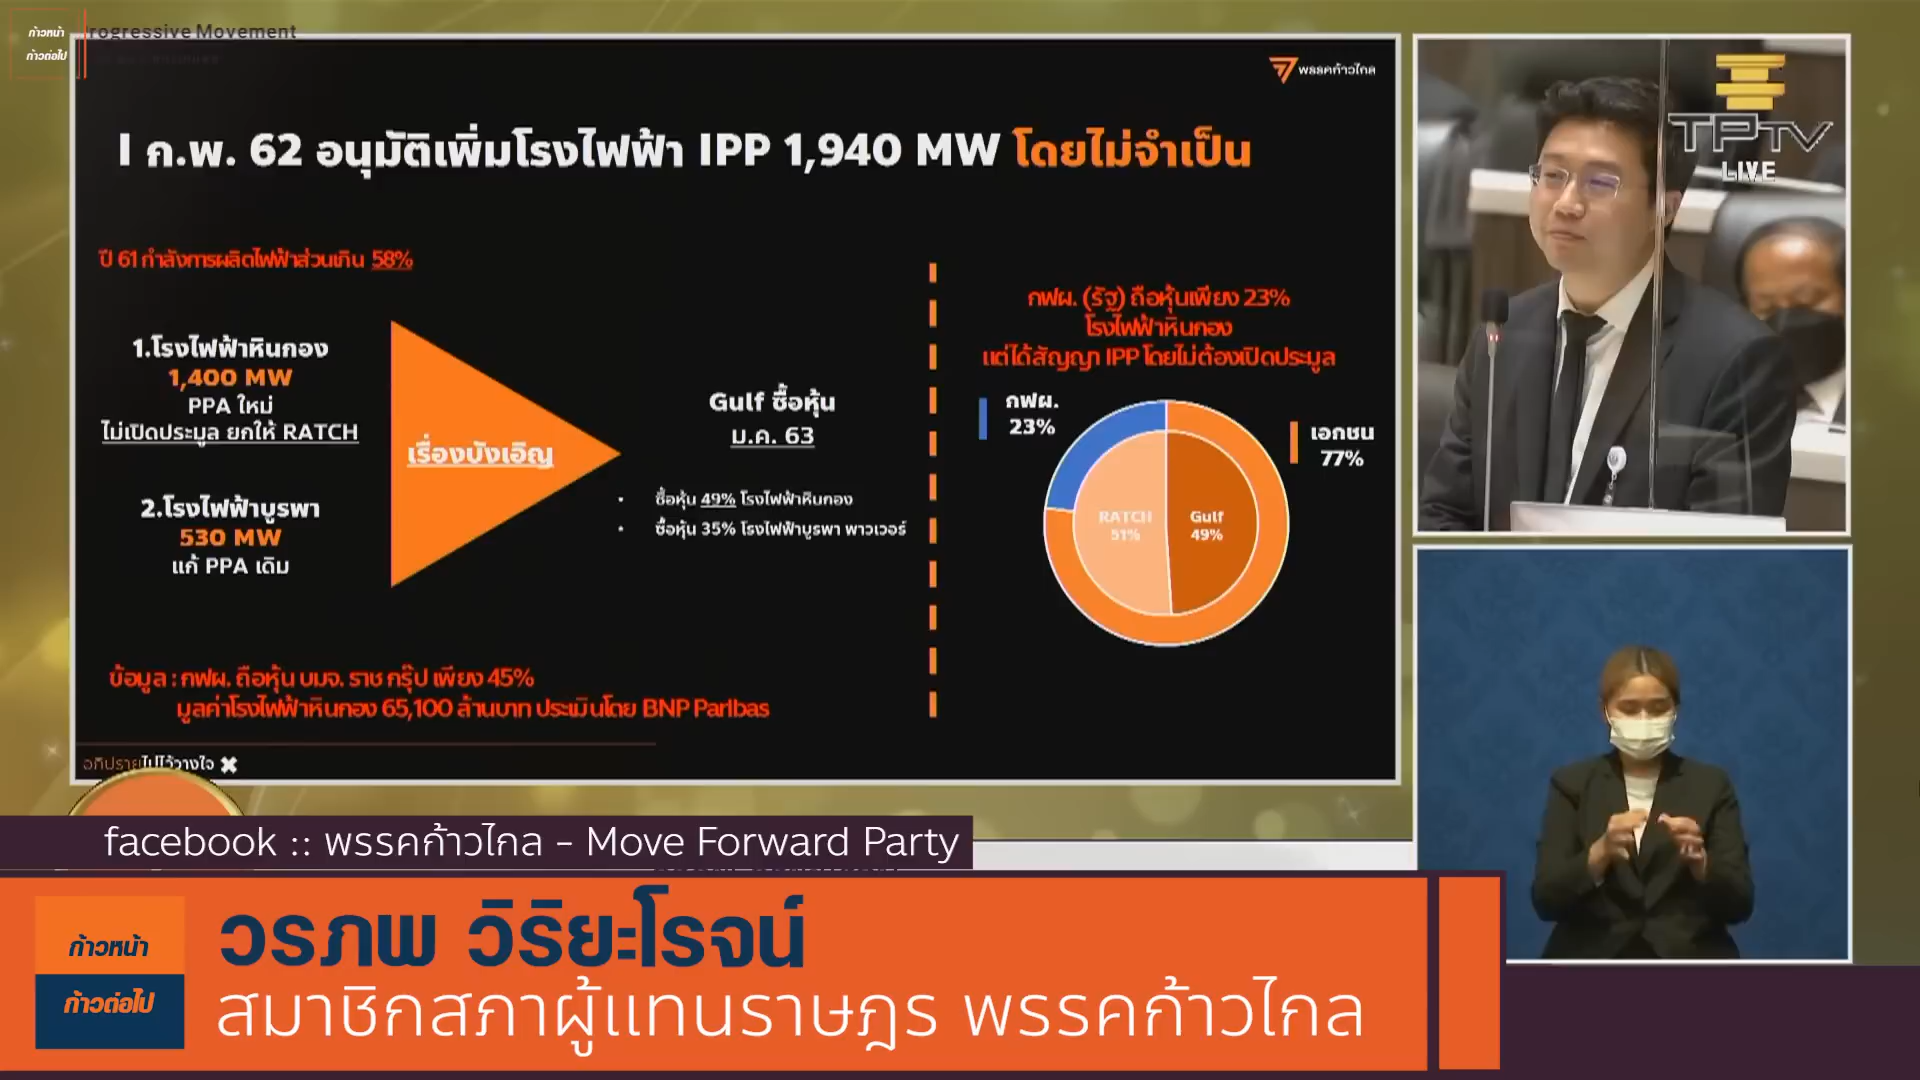 ก้าวหน้า
ก้าวต่อไป
rogressive Movement
พรรคก้าวไกล
I ก.พ. 62 อนุมัติเพิ่มโรงไฟฟ้า IPP 1,940 MW โดยไม่จำเป็น
ปี 61 กำลังการผลิตไฟฟ้าส่วนเกิน 58%
1.โรงไฟฟ้าหินกอง
1,400 MW
PPA ใหม่
ไม่เปิดประมูล ยกให้ RATCH
2.โรงไฟฟ้าบูรพา
530 MW
แก้ PPA เดิม
เรื่องบังเอิญ
Gulf ซื้อหุ้น
ม.ค. 63
• ซื้อหุ้น 49% โรงไฟฟ้าหินกอง
• ซื้อหุ้น 35% โรงไฟฟ้าบูรพา พาวเวอร์
กฟผ. (รัฐ) ถือหุ้นเพียง 23%
โรงไฟฟ้าหินกอง
แต่ได้สัญญา IPP โดยไม่ต้องเปิดประมูล
กฟผ.
23%
เอกชน
77%
RATCH
51%
Gulf
49%
ข้อมูล : กฟผ. ถือหุ้น บมจ. ราช กรุ๊ป เพียง 45%
มูลค่าโรงไฟฟ้าหินกอง 65,100 ล้านบาท ประเมินโดย BNP Paribas
อภิปรายไม่ไว้วางใจ
TPTV
LIVE
facebook :: พรรคก้าวไกล - Move Forward Party
ก้าวหน้า
ก้าวต่อไป
วรภพ วิริยะโรจน์
สมาชิกสภาผู้แทนราษฎร พรรคก้าวไกล